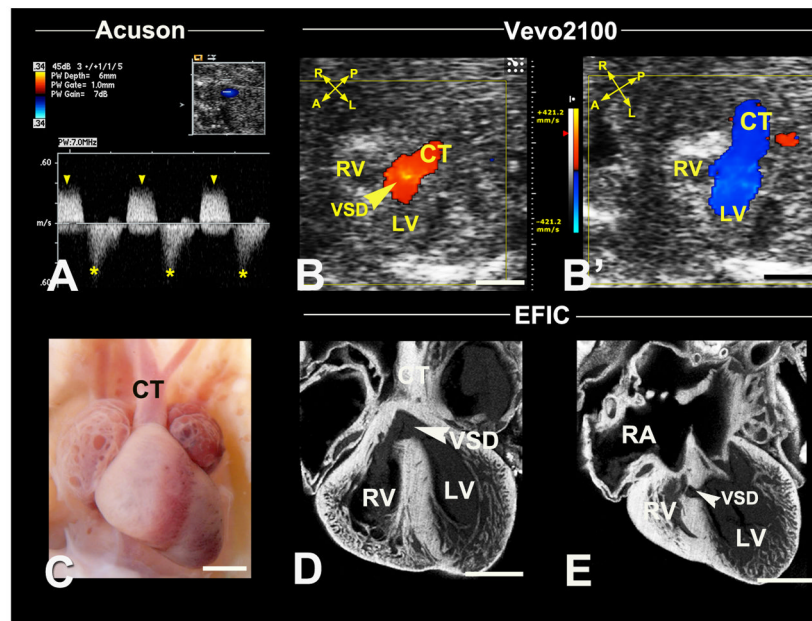 Acuson
Vevo2100
.34
45dB 3 +/+1/1/5
PW Depth= 6mm
PW Gate= 1.0mm
PW Gain= 7dB
.34
PW:7.0MHz
.60
m/s
.60
* * *
A
R P
A L
RV CT
VSD
LV
B
+421.2
mm/s
-421.2
mm/s
R P
A L
CT
RV
LV
B'
EFIC
CT
C
CT
VSD
RV LV
D
RA
VSD
RV
LV
E